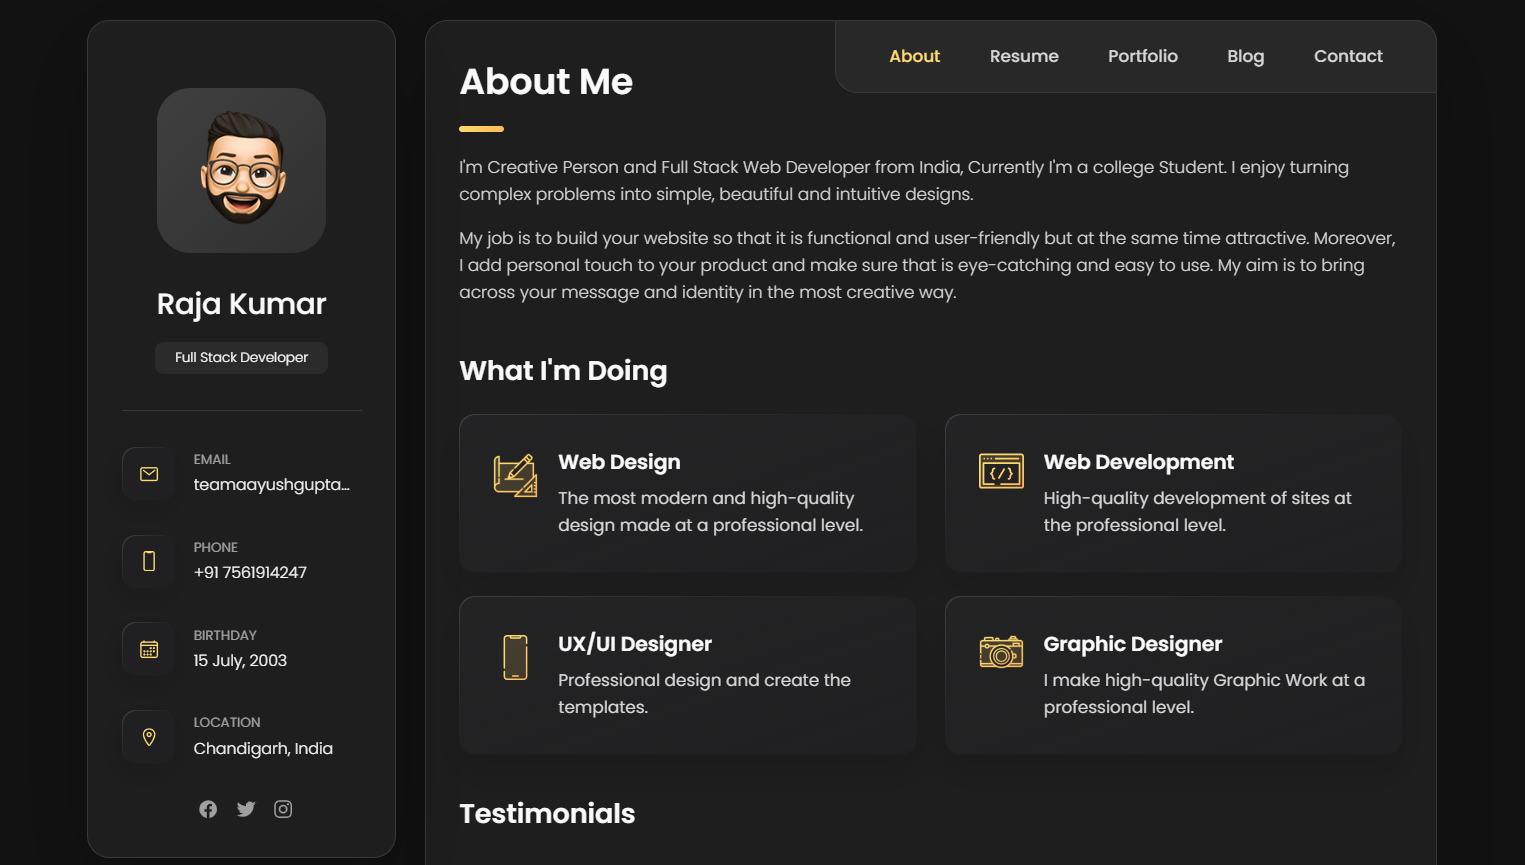 Raja Kumar
Full Stack Developer
EMAIL
teamaayushgupta...
PHONE
+91 7561914247
BIRTHDAY
15 July, 2003
LOCATION
Chandigarh, India
About Resume Portfolio Blog Contact
About Me
I'm Creative Person and Full Stack Web Developer from India, Currently I'm a college Student. I enjoy turning
complex problems into simple, beautiful and intuitive designs.
My job is to build your website so that it is functional and user-friendly but at the same time attractive. Moreover,
I add personal touch to your product and make sure that is eye-catching and easy to use. My aim is to bring
across your message and identity in the most creative way.
What I'm Doing
Web Design
The most modern and high-quality
design made at a professional level.
Web Development
High-quality development of sites at
the professional level.
UX/UI Designer
Professional design and create the
templates.
Graphic Designer
I make high-quality Graphic Work at a
professional level.
Testimonials